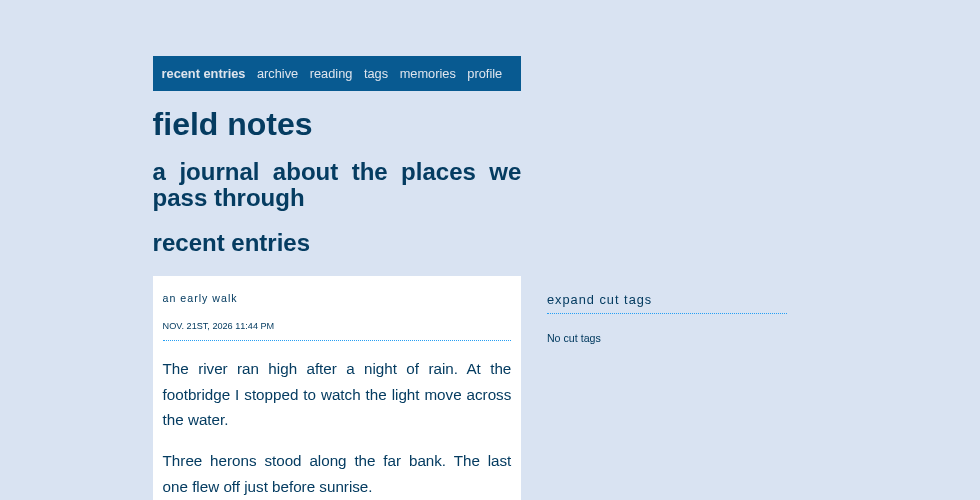 recent entries archive reading tags memories profile
field notes
a journal about the places we
pass through
recent entries
an early walk
NOV. 21ST, 2026 11:44 PM
The river ran high after a night of rain. At the
footbridge I stopped to watch the light move across
the water.
Three herons stood along the far bank. The last
one flew off just before sunrise.
expand cut tags
No cut tags